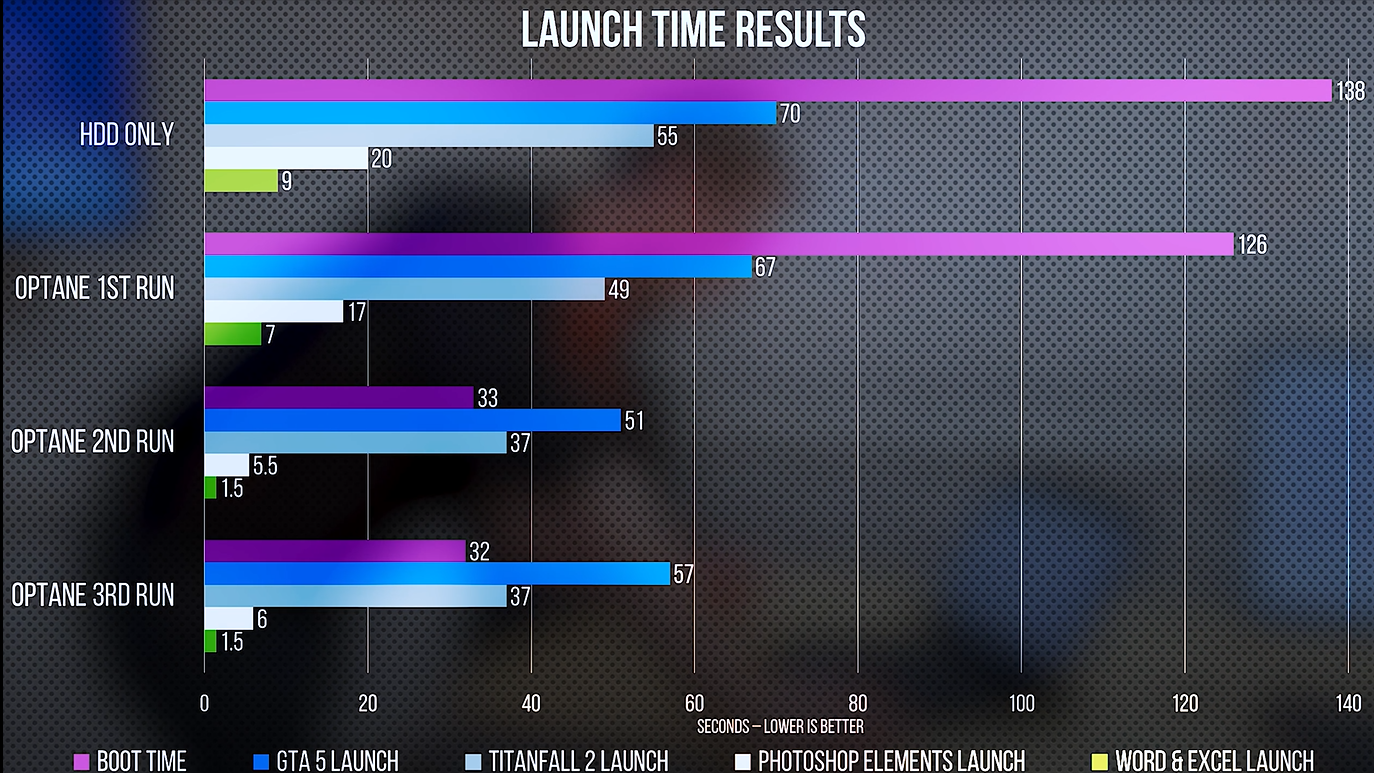 LAUNCH TIME RESULTS
138
70
HDD ONLY
55
20
9
126
67
OPTANE 1ST RUN
49
17
7
33
51
OPTANE 2ND RUN
37
5.5
1.5
32
57
OPTANE 3RD RUN
37
6
1.5
0 20 40 60 80 100 120 140
SECONDS – LOWER IS BETTER
BOOT TIME GTA 5 LAUNCH TITANFALL 2 LAUNCH PHOTOSHOP ELEMENTS LAUNCH WORD & EXCEL LAUNCH